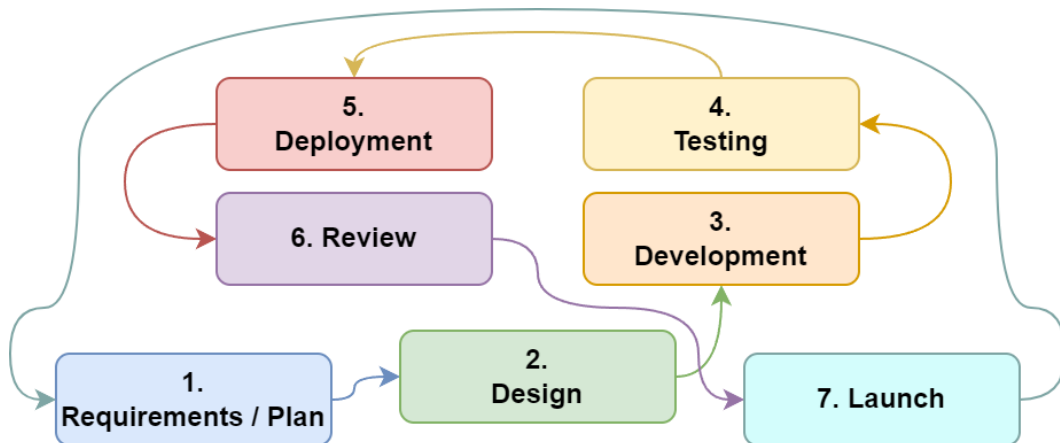 5.
Deployment
4.
Testing
6. Review
3.
Development
1.
Requirements / Plan
2.
Design
7. Launch